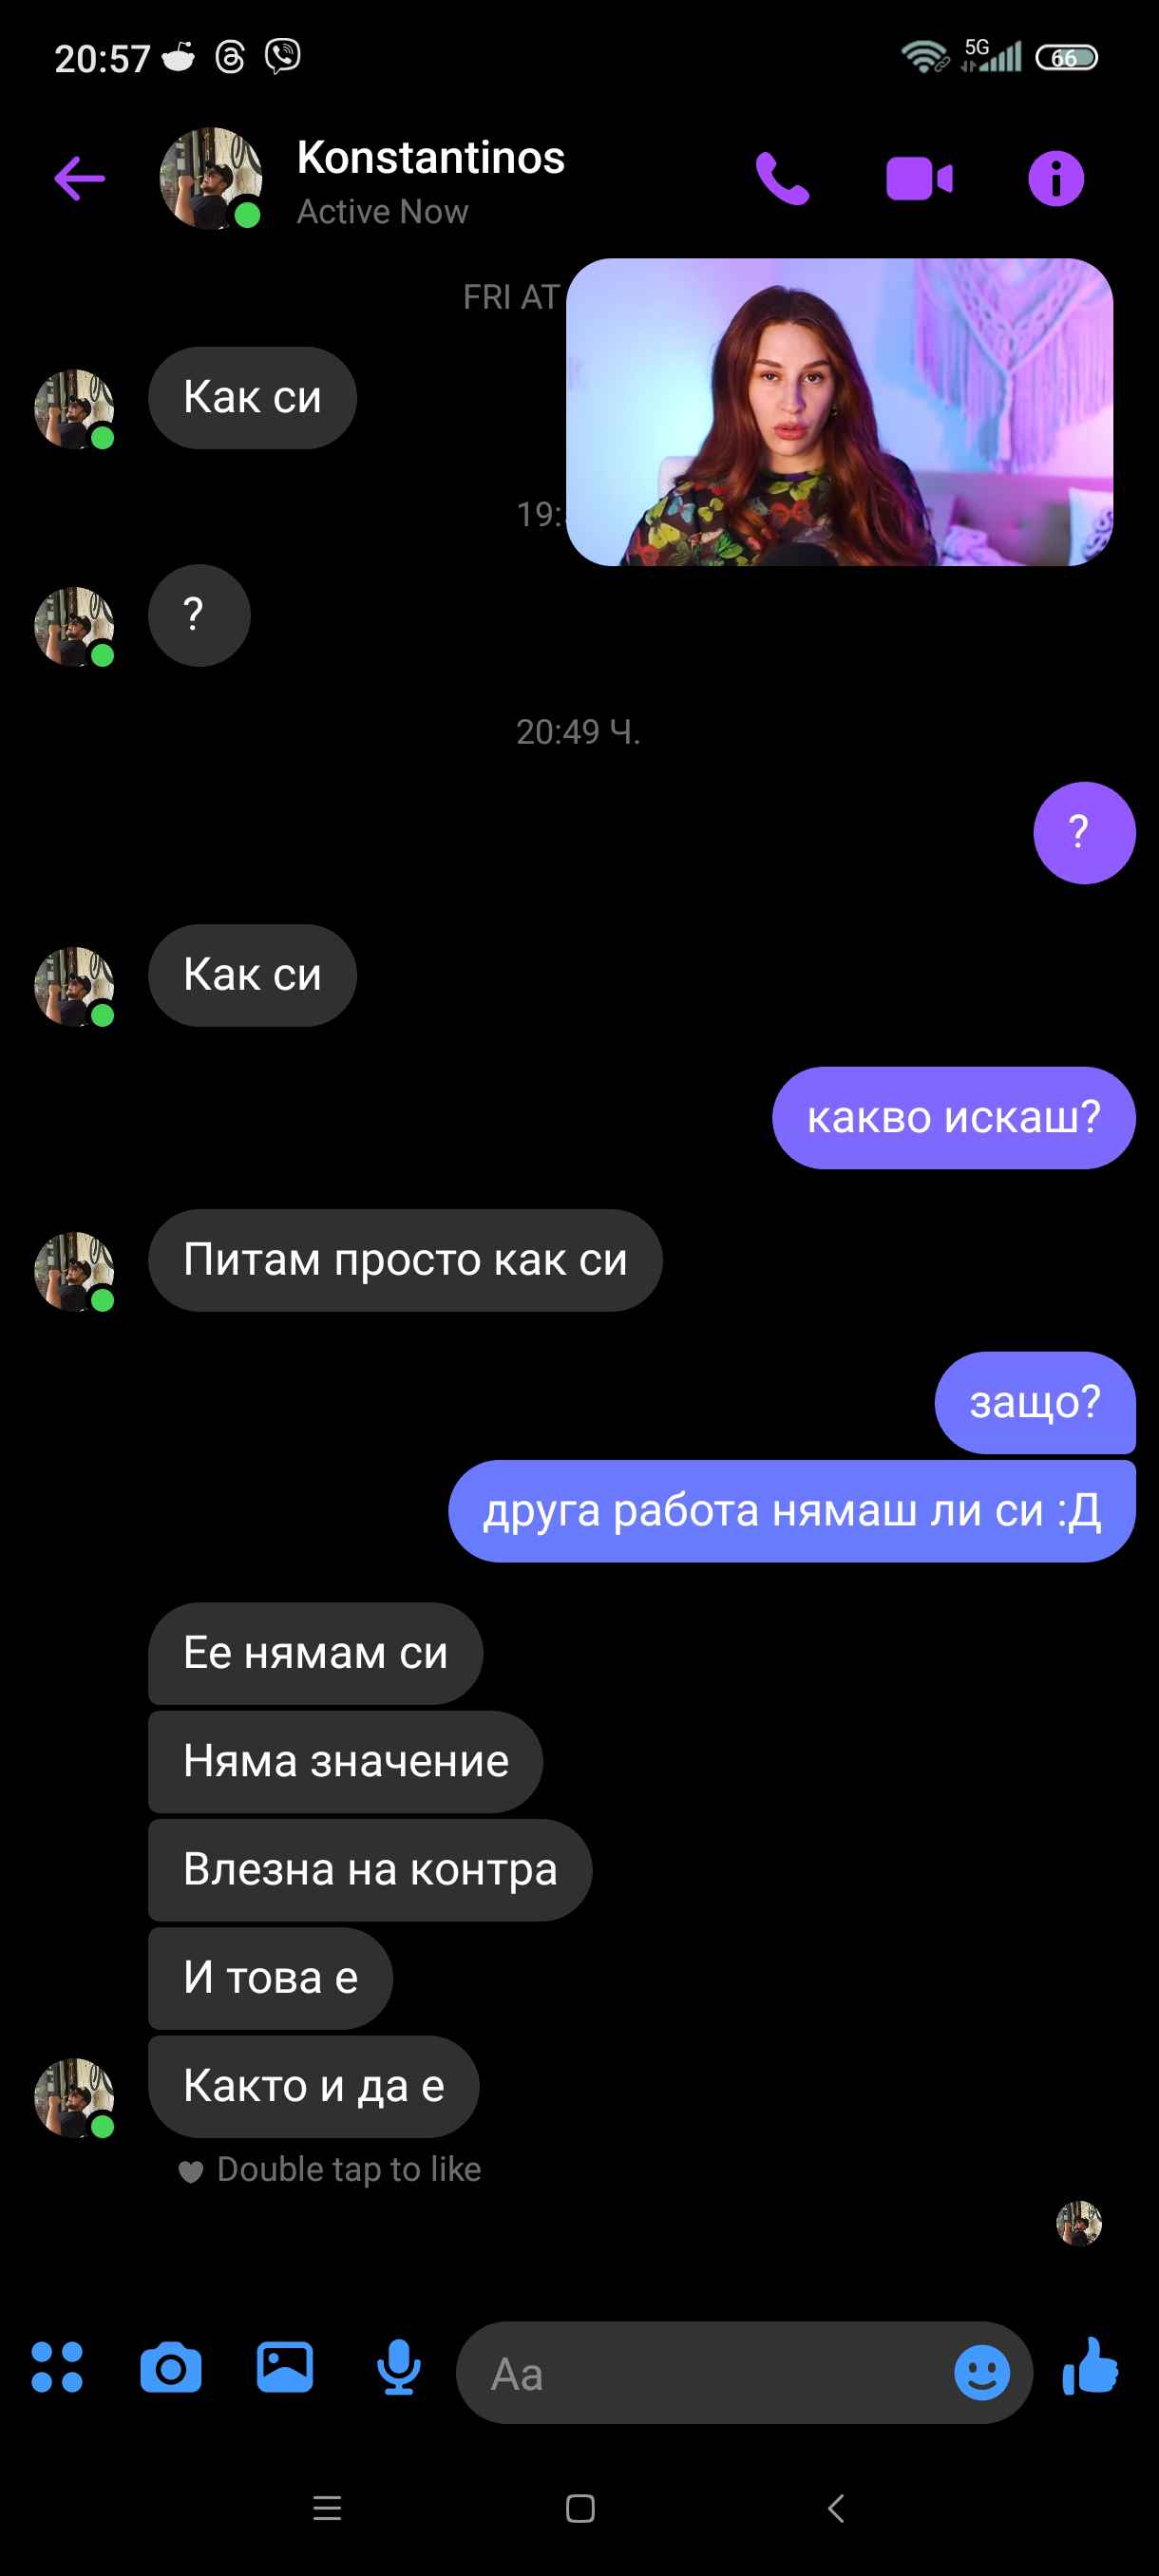 20:57
5G
66
Konstantinos
Active Now
FRI AT
Как си
19:
?
20:49 Ч.
?
Как си
какво искаш?
Питам просто как си
защо?
друга работа нямаш ли си :Д
Ее нямам си
Няма значение
Влезна на контра
И това е
Както и да е
Double tap to like
Aa